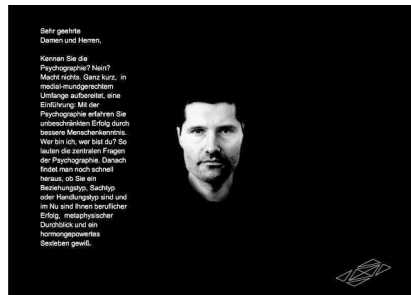 Sehr geehrte
Damen und Herren,
Kennen Sie die
Psychographie? Nein?
Macht nichts. Ganz kurz, in
medial-mundgerechtem
Umfange aufbereitet, eine
Einführung: Mit der
Psychographie erfahren Sie
unbeschränkten Erfolg durch
bessere Menschenkenntnis.
Wer bin ich, wer bist du? So
lauten die zentralen Fragen
der Psychographie. Danach
findet man noch schnell
heraus, ob Sie ein
Beziehungstyp, Sachtyp
oder Handlungstyp sind und
im Nu sind Ihnen beruflicher
Erfolg, metaphysischer
Durchblick und ein
hormongepowertes
Sexleben gewiß.